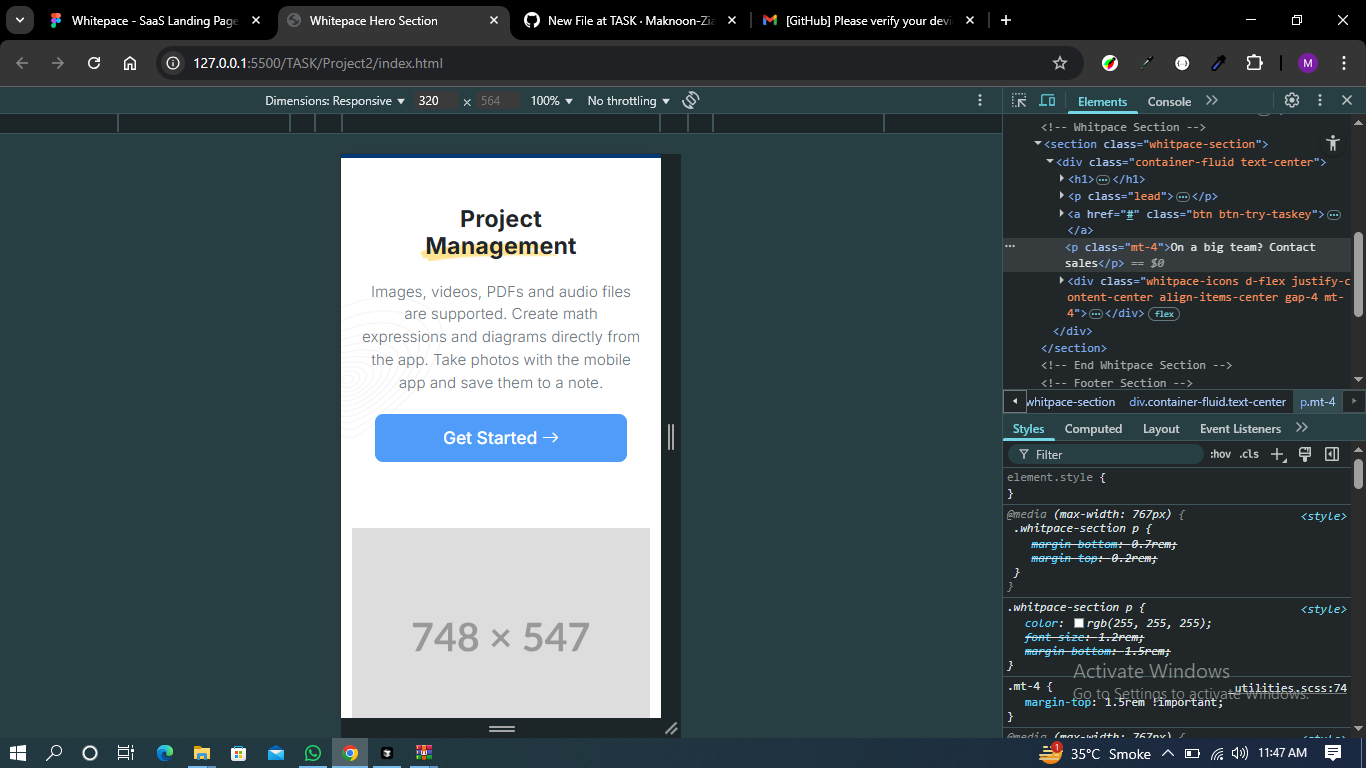 Whitepace - SaaS Landing Page
Whitepace Hero Section
New File at TASK · Maknoon-Zia
[GitHub] Please verify your devi
127.0.0.1:5500/TASK/Project2/index.html
M
Dimensions: Responsive
320
×
564
100%
No throttling
Elements
Console
Project
Management
Images, videos, PDFs and audio files
are supported. Create math
expressions and diagrams directly from
the app. Take photos with the mobile
app and save them to a note.
Get Started →
748 × 547
<!-- Whitpace Section -->
<section class="whitpace-section">
<div class="container-fluid text-center">
<h1>…</h1>
<p class="lead">…</p>
<a href="#" class="btn btn-try-taskey">…
</a>
<p class="mt-4">On a big team? Contact
sales</p> == $0
<div class="whitpace-icons d-flex justify-c
ontent-center align-items-center gap-4 mt-
4">…</div> flex
</div>
</section>
<!-- End Whitpace Section -->
<!-- Footer Section -->
whitpace-section
div.container-fluid.text-center
p.mt-4
Styles
Computed
Layout
Event Listeners
Filter
:hov
.cls
element.style {
}
@media (max-width: 767px) {
<style>
.whitpace-section p {
margin-bottom: 0.7rem;
margin-top: 0.2rem;
}
}
.whitpace-section p {
<style>
color: rgb(255, 255, 255);
font-size: 1.2rem;
margin-bottom: 1.5rem;
}
Activate Windows
Go to Settings to activate Windows.
.mt-4 {
_utilities.scss:74
margin-top: 1.5rem !important;
}
@media (max-width: 767px) {
<style>
1
35°C Smoke
11:47 AM